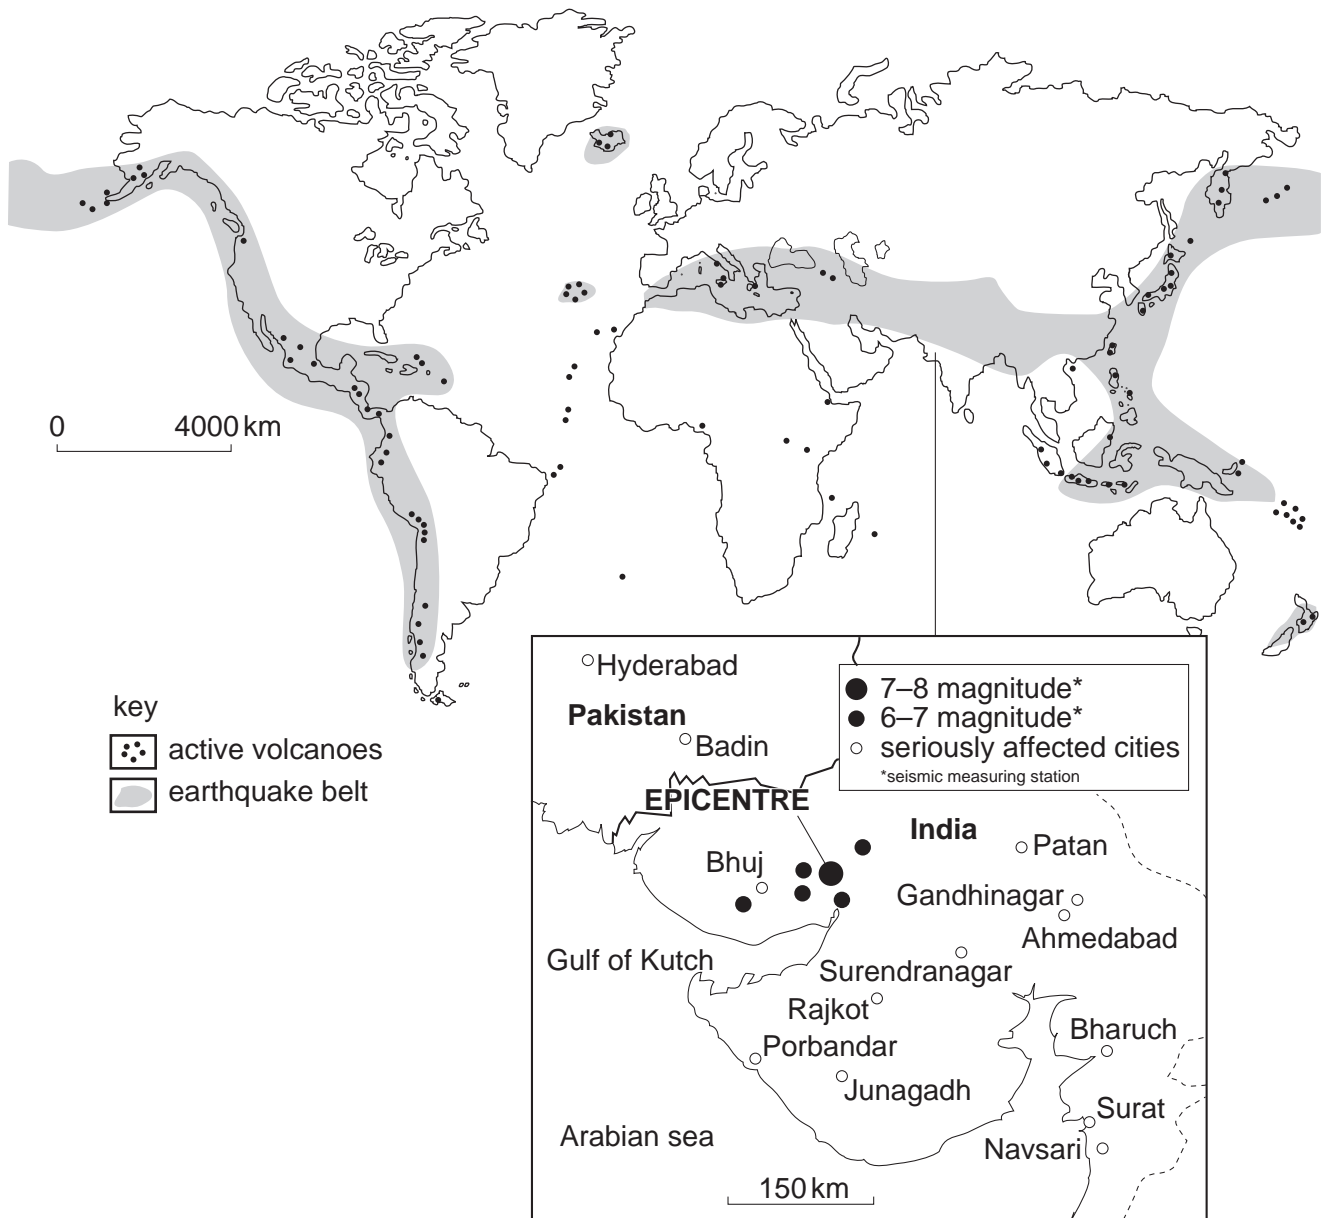 0 4000 km
key
active volcanoes
earthquake belt
Hyderabad
Pakistan
Badin
7–8 magnitude*
6–7 magnitude*
seriously affected cities
*seismic measuring station
EPICENTRE
India
Patan
Bhuj
Gandhinagar
Ahmedabad
Gulf of Kutch
Surendranagar
Rajkot
Bharuch
Porbandar
Junagadh
Surat
Arabian sea
Navsari
150 km